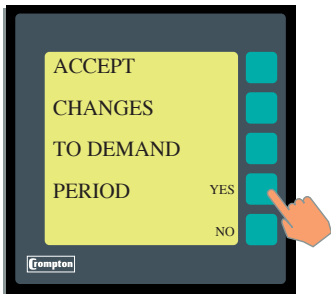 ACCEPT
CHANGES
TO DEMAND
PERIOD YES
NO
Crompton